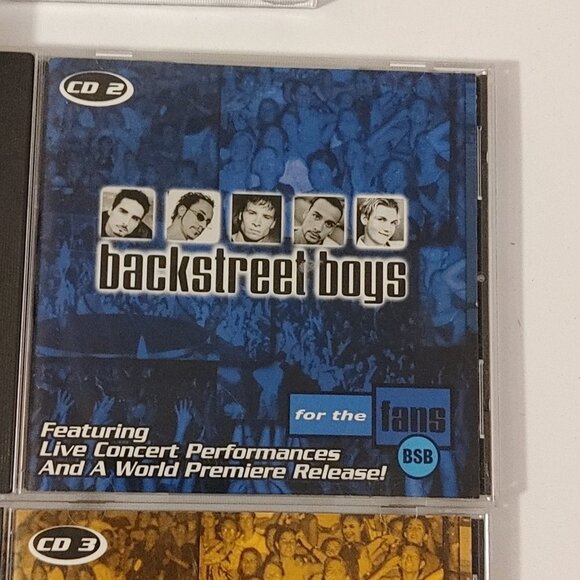 CD 2
backstreet boys
for the fans
BSB
Featuring
Live Concert Performances
And A World Premiere Release!
CD 3